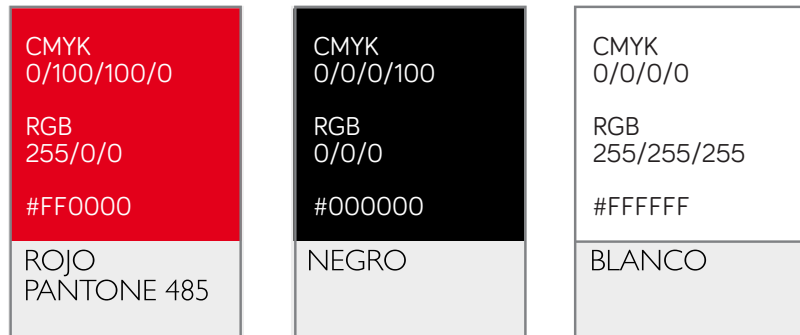 CMYK
0/100/100/0
RGB
255/0/0
#FF0000
ROJO
PANTONE 485
CMYK
0/0/0/100
RGB
0/0/0
#000000
NEGRO
CMYK
0/0/0/0
RGB
255/255/255
#FFFFFF
BLANCO